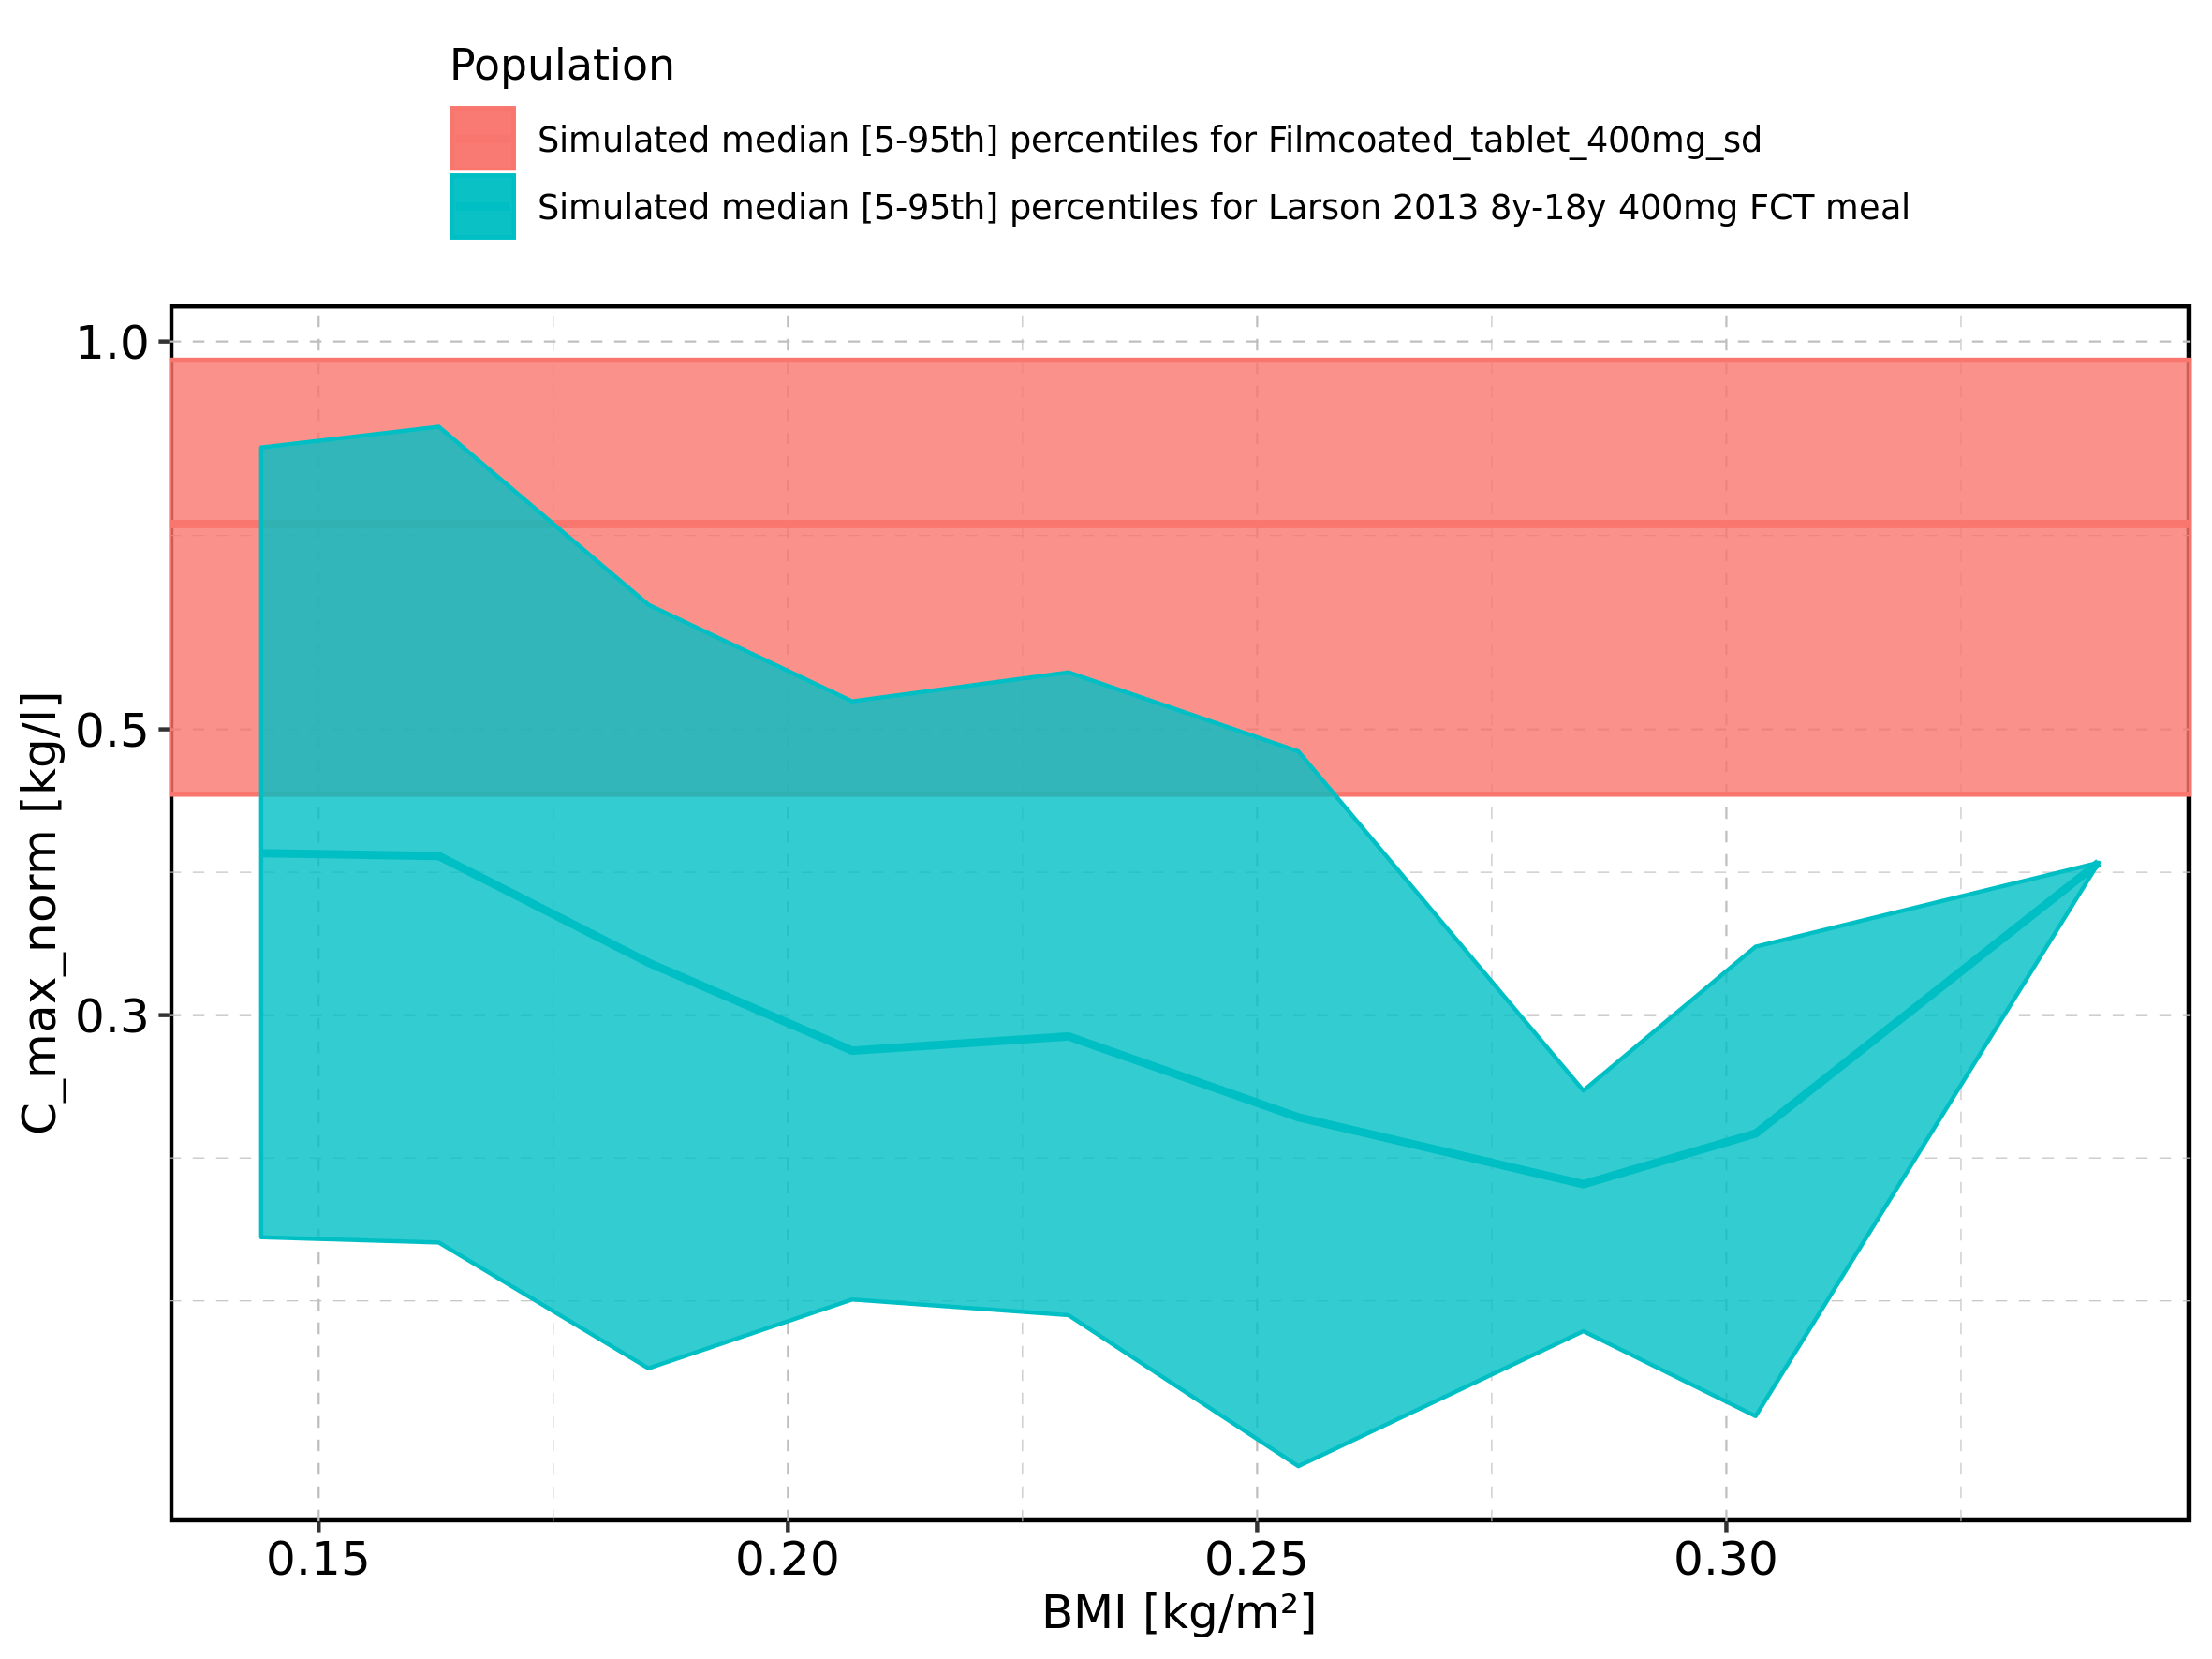 Population
Simulated median [5-95th] percentiles for Filmcoated_tablet_400mg_sd
Simulated median [5-95th] percentiles for Larson 2013 8y-18y 400mg FCT meal
1.0
0.5
0.3
C_max_norm [kg/l]
0.15 0.20 0.25 0.30
BMI [kg/m²]